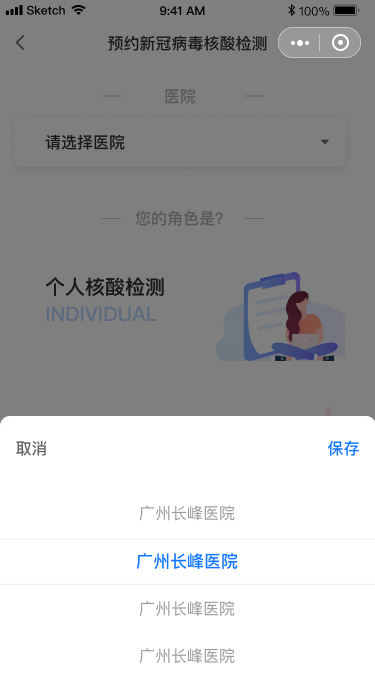 Sketch 9:41 AM 100%
预约新冠病毒核酸检测
医院
请选择医院
您的角色是?
个人核酸检测
INDIVIDUAL
取消 保存
广州长峰医院
广州长峰医院
广州长峰医院
广州长峰医院